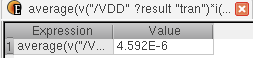 average(v("/VDD" ?result "tran")*i(...
Expression Value
1 average(v("/V... 4.592E-6